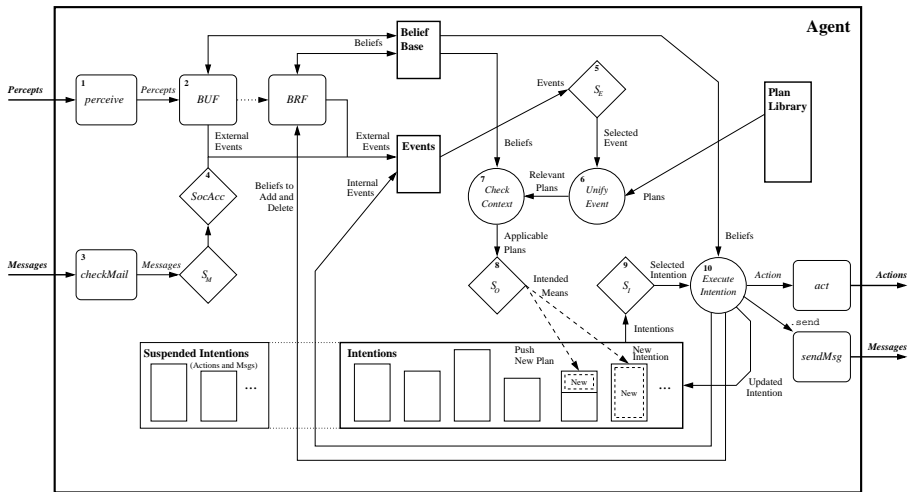 Agent
Belief
Base
Beliefs
Percepts
1
perceive
Percepts
2
BUF
BRF
External
Events
External
Events
Events
Internal
Events
Beliefs to
Add and
Delete
4
SocAcc
Messages
3
checkMail
Messages
S_M
Beliefs
Events
5
S_E
Selected
Event
Plan
Library
7
Check
Context
Relevant
Plans
6
Unify
Event
Plans
Applicable
Plans
8
S_O
Intended
Means
9
S_I
Selected
Intention
Beliefs
10
Execute
Intention
Action
act
Actions
.send
sendMsg
Messages
Intentions
Suspended Intentions
(Actions and Msgs)
...
Intentions
Push
New Plan
New
Intention
New
New
...
Updated
Intention